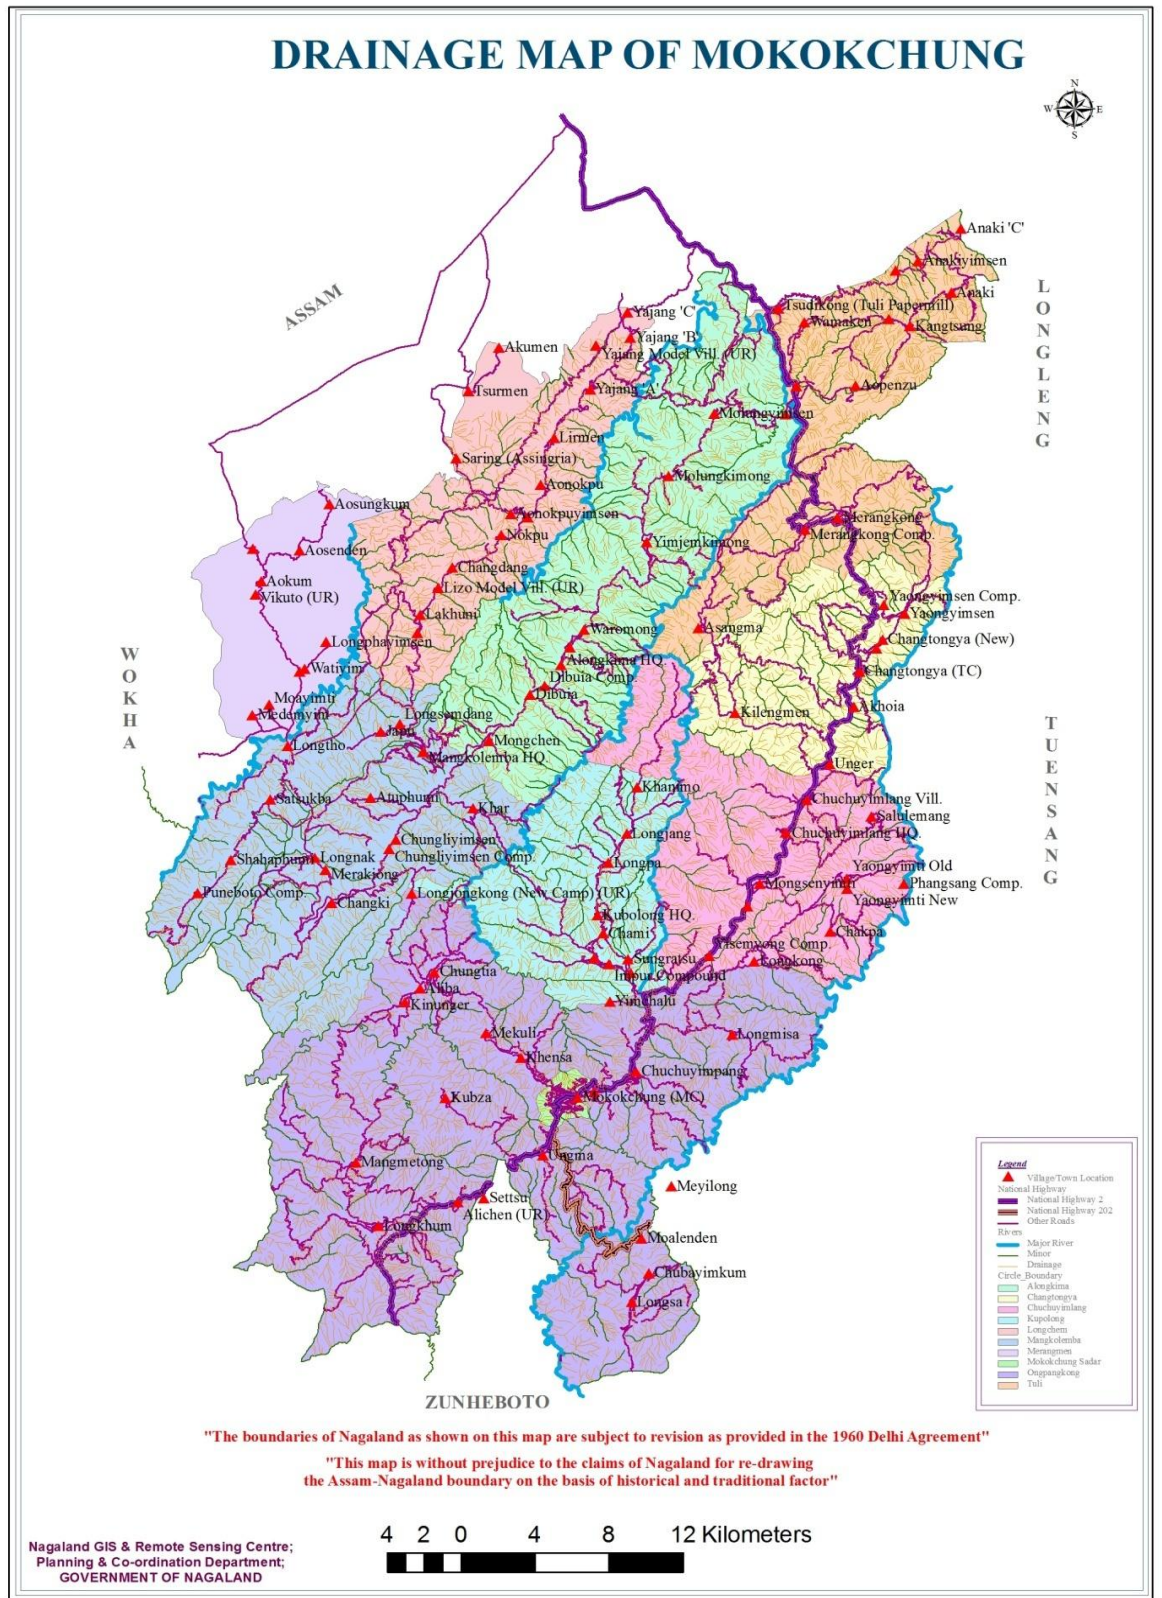 DRAINAGE MAP OF MOKOKCHUNG
N
W E
S
ASSAM
LONGLENG
WOKHA
TUENSANG
ZUNHEBOTO
Anaki 'C'
Anakiyimsen
Anaki
Tsudikong (Tuli Papermill)
Wamaken
Kangtsung
Aopenzu
Yajang 'C'
Yajang 'B'
Yajang Model Vill. (UR)
Yajang 'A'
Akumen
Tsurmen
Molungyimsen
Lirmen
Saring (Assingria)
Molungkimong
Aonokpu
Aosungkum
Aonokpuyimsen
Nokpu
Merangkong
Merangkong Comp.
Yimjemkimong
Aosenden
Changdang
Aokum
Lizo Model Vill. (UR)
Vikuto (UR)
Yaongyimsen Comp.
Yaongyimsen
Lakhuni
Waromong
Asangma
Longphayimsen
Changtongya (New)
Alongkima HQ.
Watiyim
Changtongya (TC)
Dibuia Comp.
Dibuia
Moayimti
Akhoia
Medemyim
Longsemdang
Kilengmen
Japu
Mongchen
Longtho
Mangkolemba HQ.
Unger
Khanimo
Satsukba
Atuphumi
Khar
Chuchuyimlang Vill.
Salulemang
Chungliyimsen
Longjang
Chuchuyimlang HQ.
Chungliyimsen Comp.
Shahaphumi
Longnak
Longpa
Yaongyimti Old
Merakiong
Mongsenyimti
Phangsang Comp.
Puneboto Comp.
Longjongkong (New Camp) (UR)
Yaongyimti New
Changki
Kubolong HQ.
Chami
Chakpa
Yisemyong Comp.
Sungratsu
Longkong
Chungtia
Impur Compound
Aliba
Kinunger
Yimchalu
Mekuli
Longmisa
Khensa
Chuchuyimpang
Kubza
Mokokchung (MC)
Ungma
Mangmetong
Meyilong
Settsu
Alichen (UR)
Longkhum
Moalenden
Chubayimkum
Longsa
Legend
Village/Town Location
National Highway
National Highway 2
National Highway 202
Other Roads
Rivers
Major River
Minor
Drainage
Circle_Boundary
Alongkima
Changtongya
Chuchuyimlang
Kupolong
Longchem
Mangkolemba
Merangmen
Mokokchung Sadar
Ongpangkong
Tuli
"The boundaries of Nagaland as shown on this map are subject to revision as provided in the 1960 Delhi Agreement"
"This map is without prejudice to the claims of Nagaland for re-drawing
the Assam-Nagaland boundary on the basis of historical and traditional factor"
4 2 0 4 8 12 Kilometers
Nagaland GIS & Remote Sensing Centre;
Planning & Co-ordination Department;
GOVERNMENT OF NAGALAND